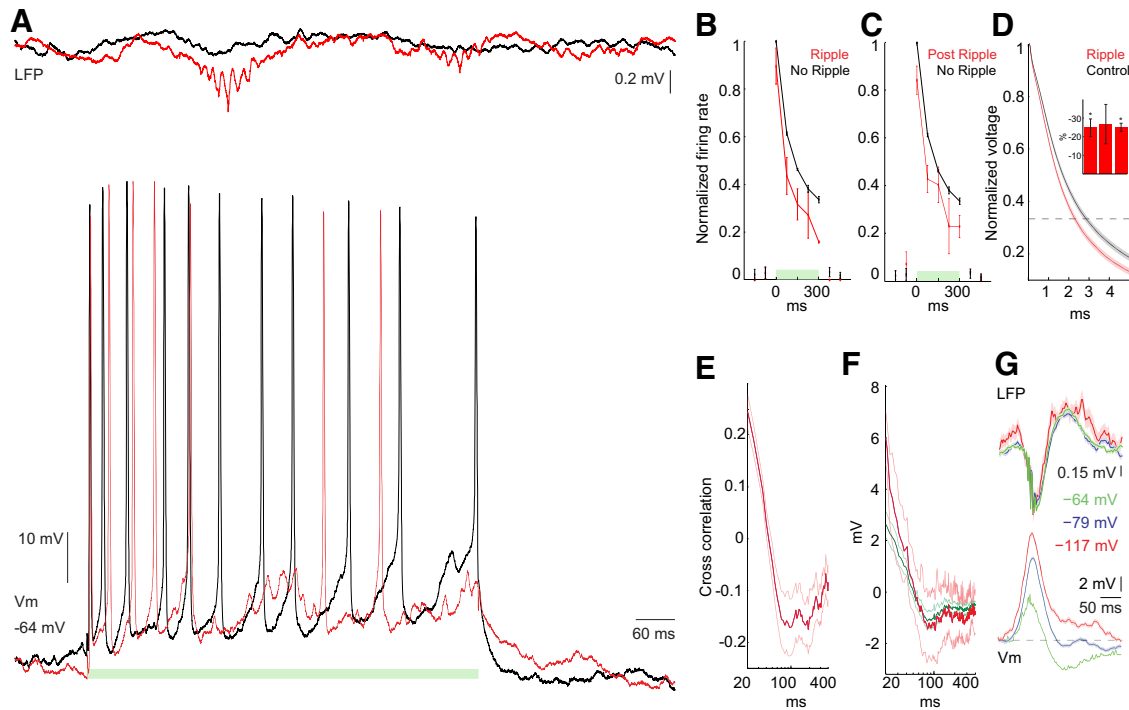 A
LFP
0.2 mV
10 mV
Vm
-64 mV
60 ms
B
Ripple
No Ripple
Normalized firing rate
1
0.8
0.6
0.4
0.2
0
0
300
ms
C
Post Ripple
No Ripple
1
0.8
0.6
0.4
0.2
0
0
300
ms
D
Ripple
Control
Normalized voltage
1.0
0.8
0.6
0.4
0.2
%
-30
-20
-10
*
*
1
2
3
4
ms
E
Cross correlation
0.2
0.1
0
-0.1
-0.2
20
100
400
ms
F
mV
8
6
4
2
0
-2
20
100
400
ms
G
LFP
0.15 mV
−64 mV
−79 mV
−117 mV
2 mV
50 ms
Vm